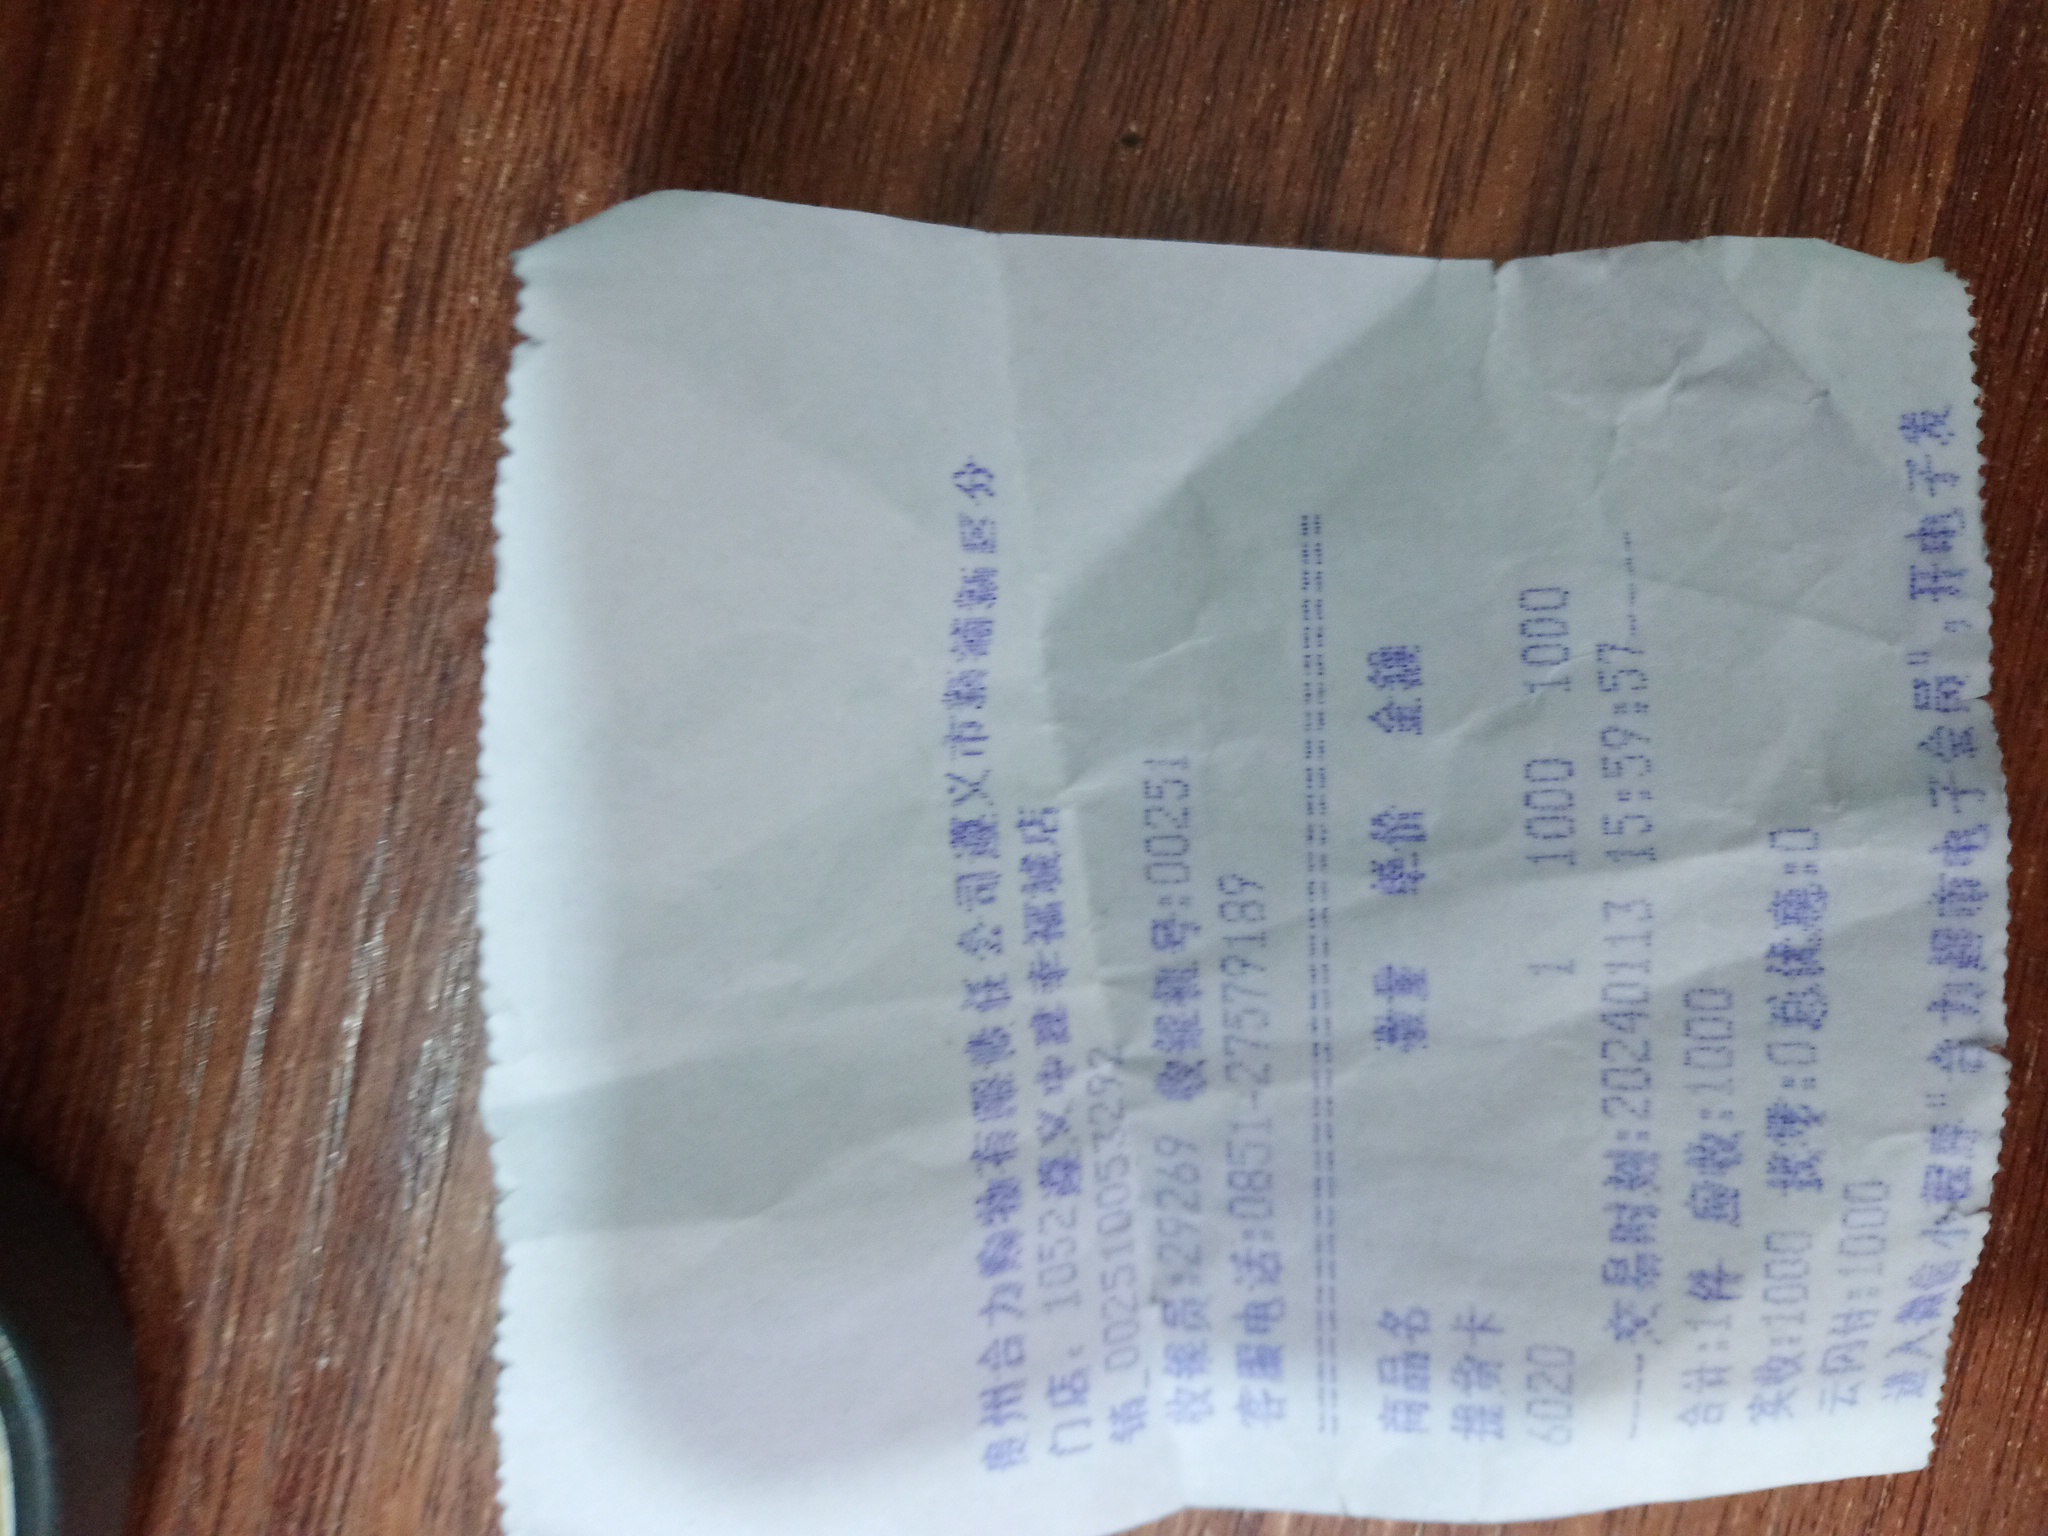 贵州合力购物有限责任公司遵义市新蒲新区分
门店：1052遵义中建幸福城店
销_00251005329
收银员:29269 收银机号:00251
客服电话:0851-27579189
商品名 数量 单价 金额
提货卡
6020 1 1000 1000
-----交易时刻:20240113 15:59:57------
合计:1件 应收:1000
实收:1000 找零:0总优惠:0
云闪付:1000
进入微信小程序"合力超市电子会员"，开电子发